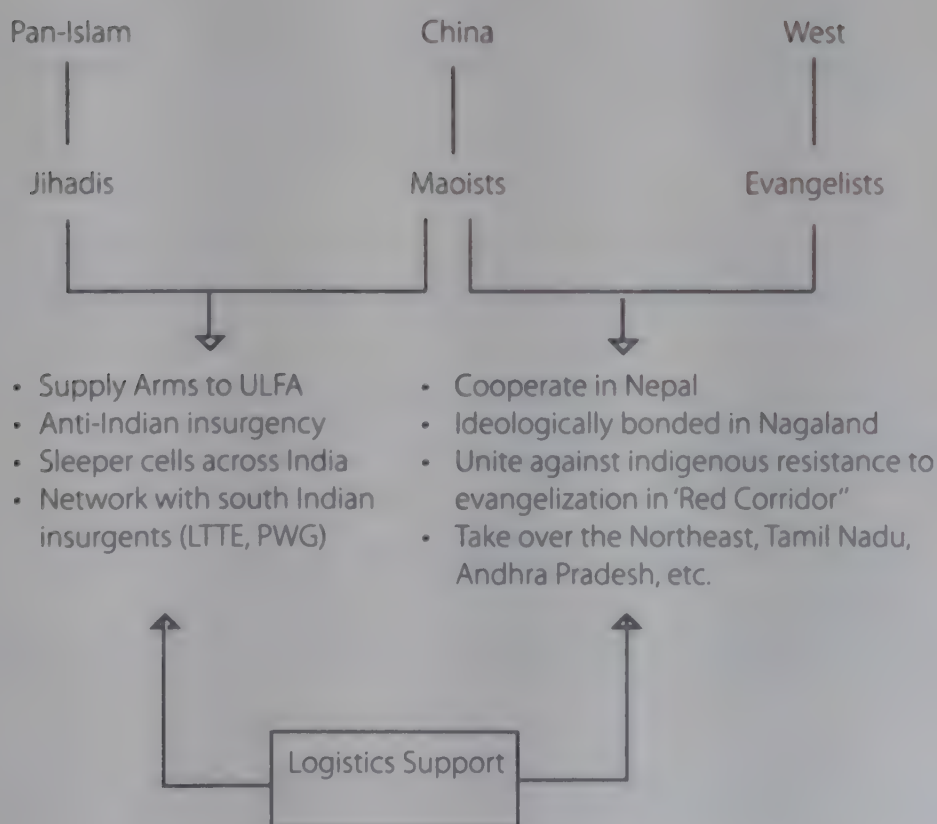 Pan-Islam
China
West
Jihadis
Maoists
Evangelists
• Supply Arms to ULFA
• Anti-Indian insurgency
• Sleeper cells across India
• Network with south Indian
insurgents (LTTE, PWG)
• Cooperate in Nepal
• Ideologically bonded in Nagaland
• Unite against indigenous resistance to
evangelization in 'Red Corridor"
• Take over the Northeast, Tamil Nadu,
Andhra Pradesh, etc.
Logistics Support